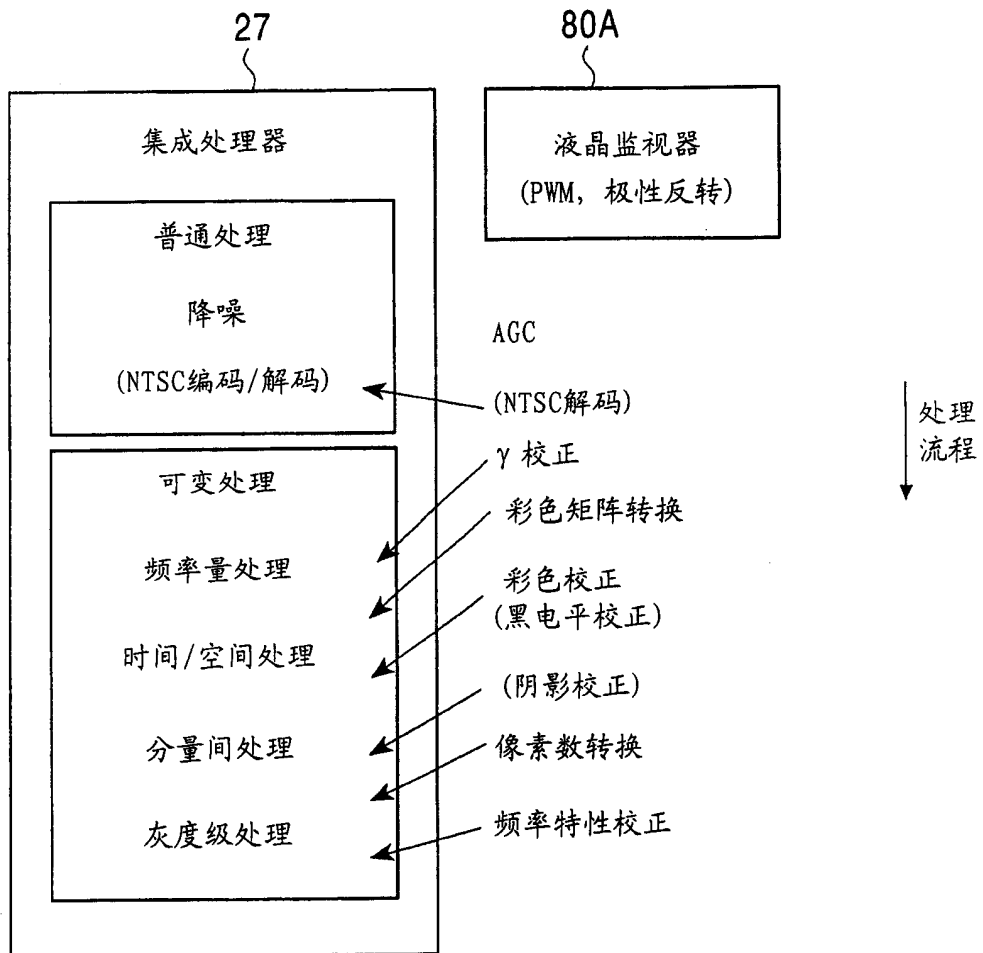 27
80A
集成处理器
液晶监视器
(PWM, 极性反转)
普通处理
降噪
(NTSC编码/解码)
AGC
(NTSC解码)
处理
流程
γ 校正
可变处理
彩色矩阵转换
频率量处理
彩色校正
(黑电平校正)
时间/空间处理
(阴影校正)
分量间处理
像素数转换
灰度级处理
频率特性校正